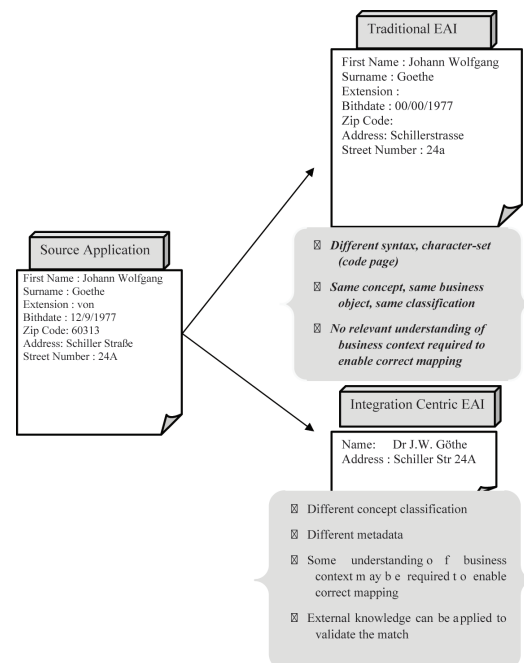 Traditional EAI
First Name : Johann Wolfgang
Surname : Goethe
Extension :
Bithdate : 00/00/1977
Zip Code:
Address: Schillerstrasse
Street Number : 24a
Different syntax, character-set
(code page)
Same concept, same business
object, same classification
No relevant understanding of
business context required to
enable correct mapping
Source Application
First Name : Johann Wolfgang
Surname : Goethe
Extension : von
Bithdate : 12/9/1977
Zip Code: 60313
Address: Schiller Straße
Street Number : 24A
Integration Centric EAI
Name: Dr J.W. Göthe
Address : Schiller Str 24A
Different concept classification
Different metadata
Some understanding o f business
context m ay b e required t o enable
correct mapping
External knowledge can be applied to
validate the match